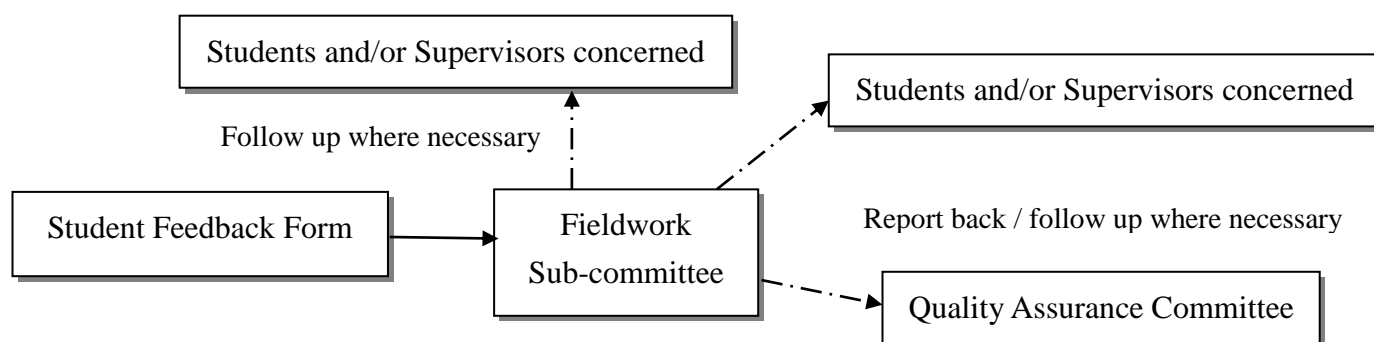 Students and/or Supervisors concerned
Students and/or Supervisors concerned
Follow up where necessary
Student Feedback Form
Fieldwork
Sub-committee
Report back / follow up where necessary
Quality Assurance Committee